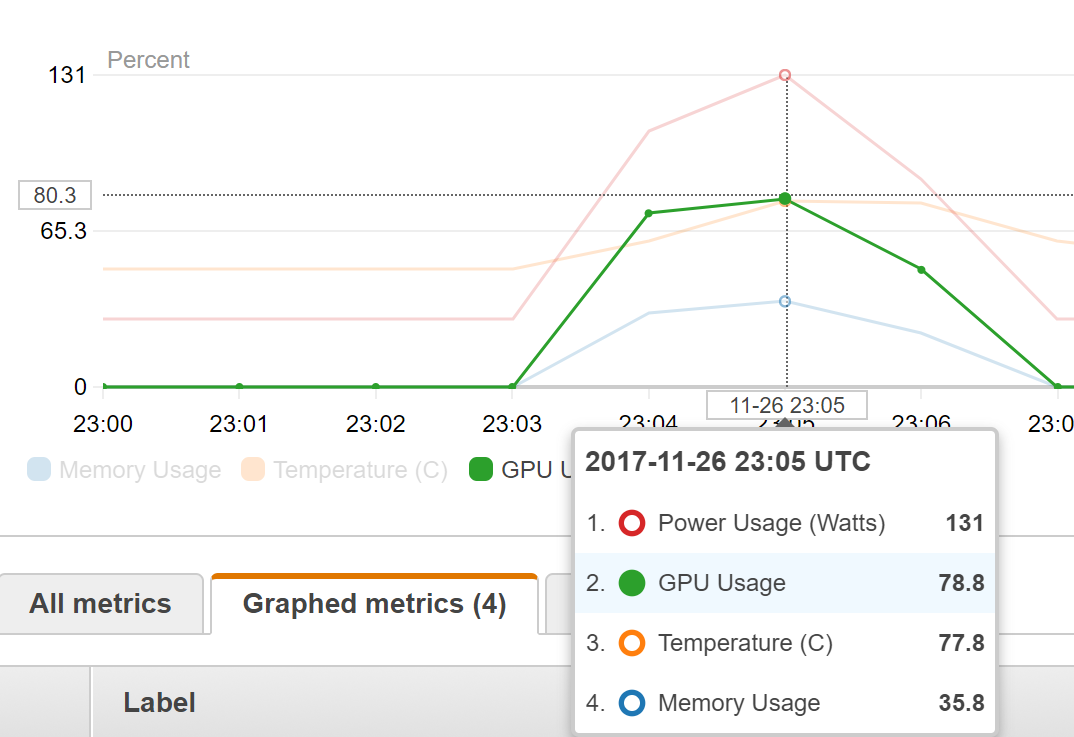 Percent
131
80.3
65.3
0
11-26 23:05
23:00 23:01 23:02 23:03 23:04 23:05 23:06
Memory Usage Temperature (C) GPU
2017-11-26 23:05 UTC
1. Power Usage (Watts) 131
2. GPU Usage 78.8
3. Temperature (C) 77.8
4. Memory Usage 35.8
All metrics Graphed metrics (4)
Label